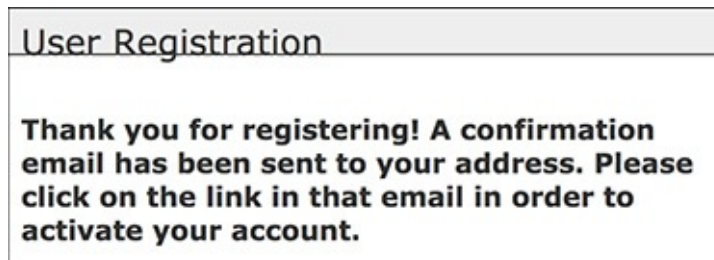 User Registration
Thank you for registering! A confirmation
email has been sent to your address. Please
click on the link in that email in order to
activate your account.